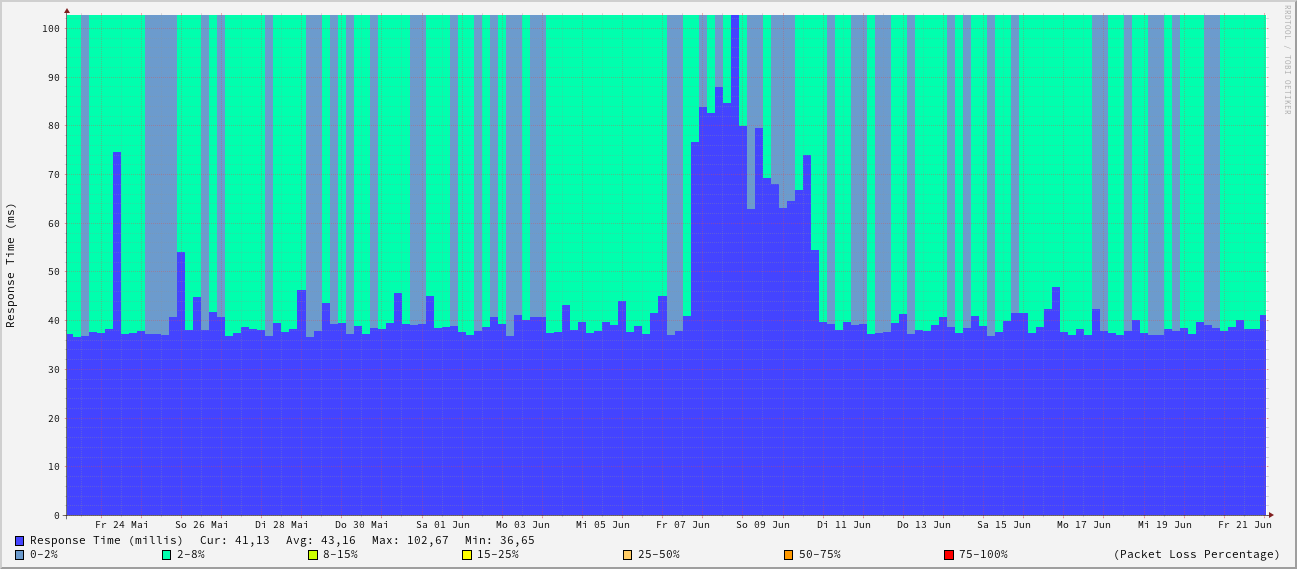 RRDTOOL / TOBI OETIKER
Response Time (ms)
100
90
80
70
60
50
40
30
20
10
0
Fr 24 Mai So 26 Mai Di 28 Mai Do 30 Mai Sa 01 Jun Mo 03 Jun Mi 05 Jun Fr 07 Jun So 09 Jun Di 11 Jun Do 13 Jun Sa 15 Jun Mo 17 Jun Mi 19 Jun Fr 21 Jun
Response Time (millis) Cur: 41,13 Avg: 43,16 Max: 102,67 Min: 36,65
0-2% 2-8% 8-15% 15-25% 25-50% 50-75% 75-100% (Packet Loss Percentage)